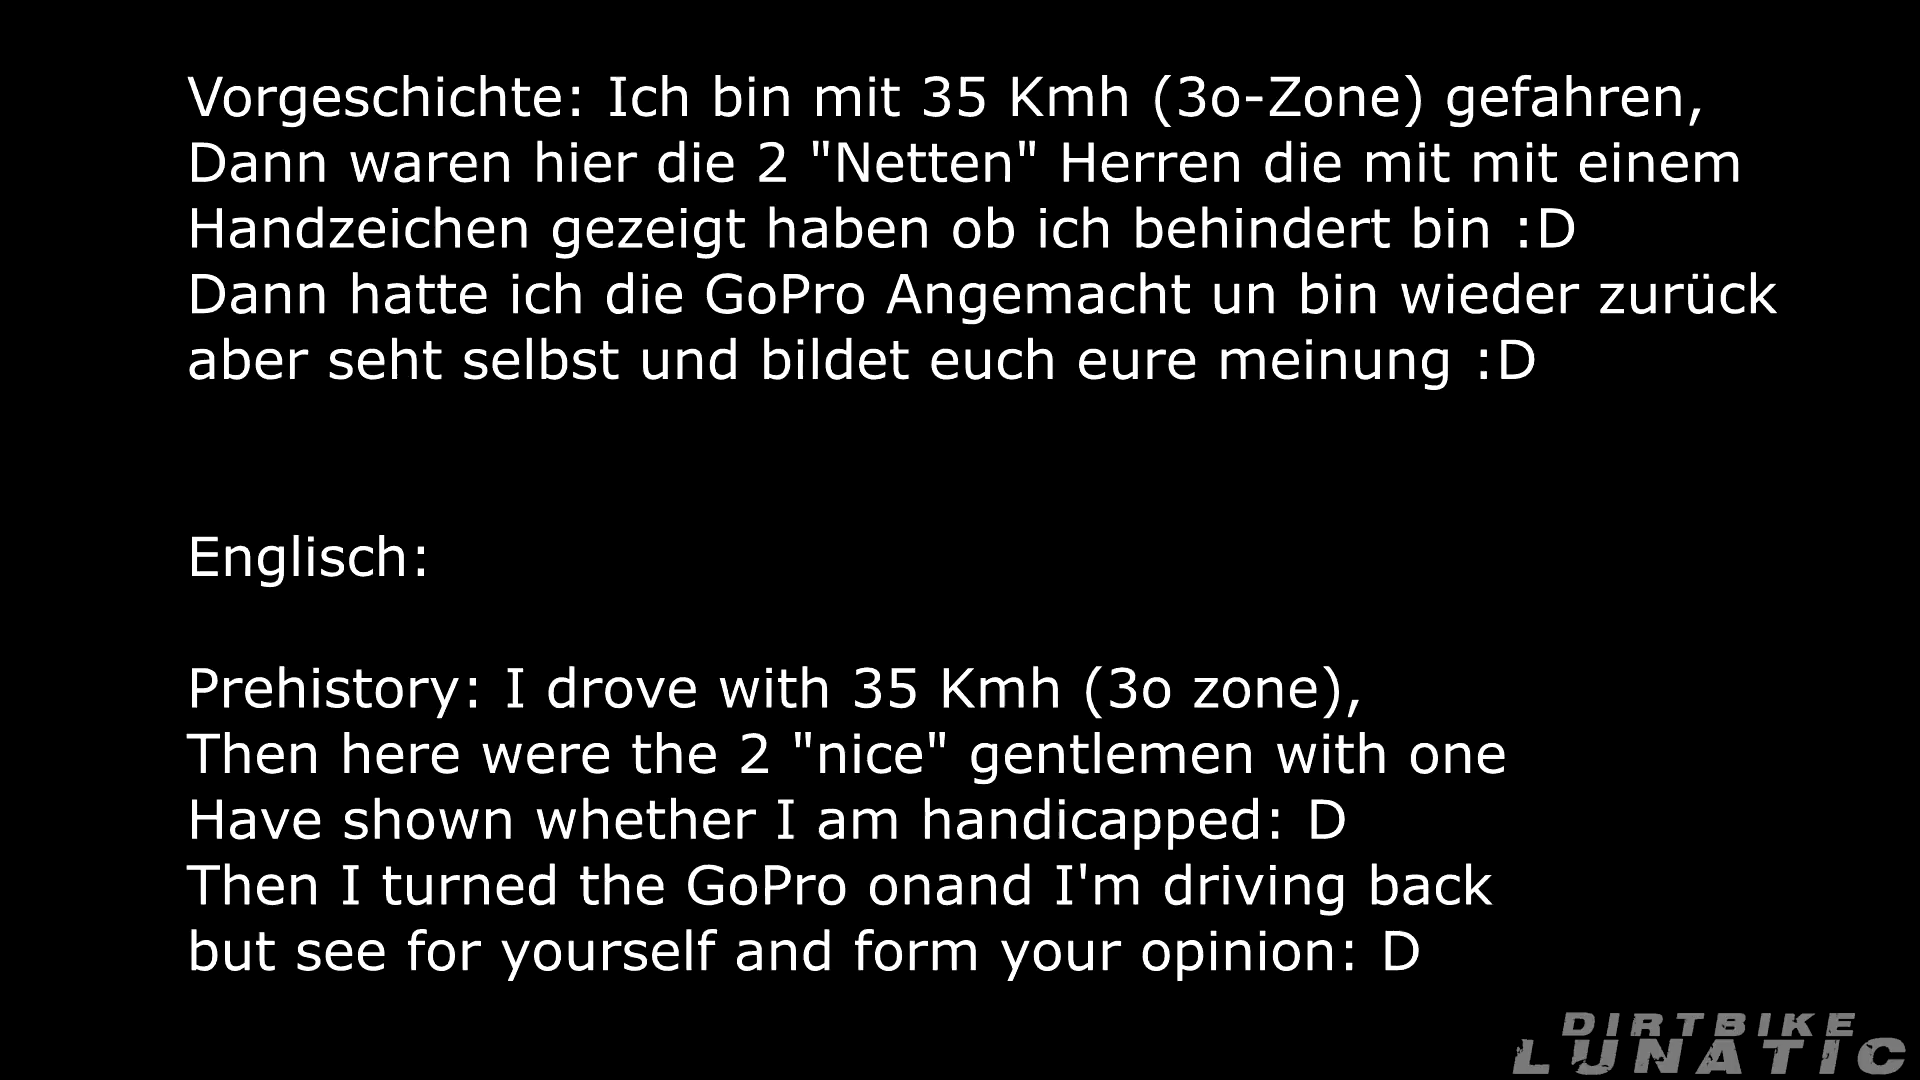 Vorgeschichte: Ich bin mit 35 Kmh (3o-Zone) gefahren,
Dann waren hier die 2 "Netten" Herren die mit mit einem
Handzeichen gezeigt haben ob ich behindert bin :D
Dann hatte ich die GoPro Angemacht un bin wieder zurück
aber seht selbst und bildet euch eure meinung :D
Englisch:
Prehistory: I drove with 35 Kmh (3o zone),
Then here were the 2 "nice" gentlemen with one
Have shown whether I am handicapped: D
Then I turned the GoPro onand I'm driving back
but see for yourself and form your opinion: D
DIRTBIKE
LUNATIC